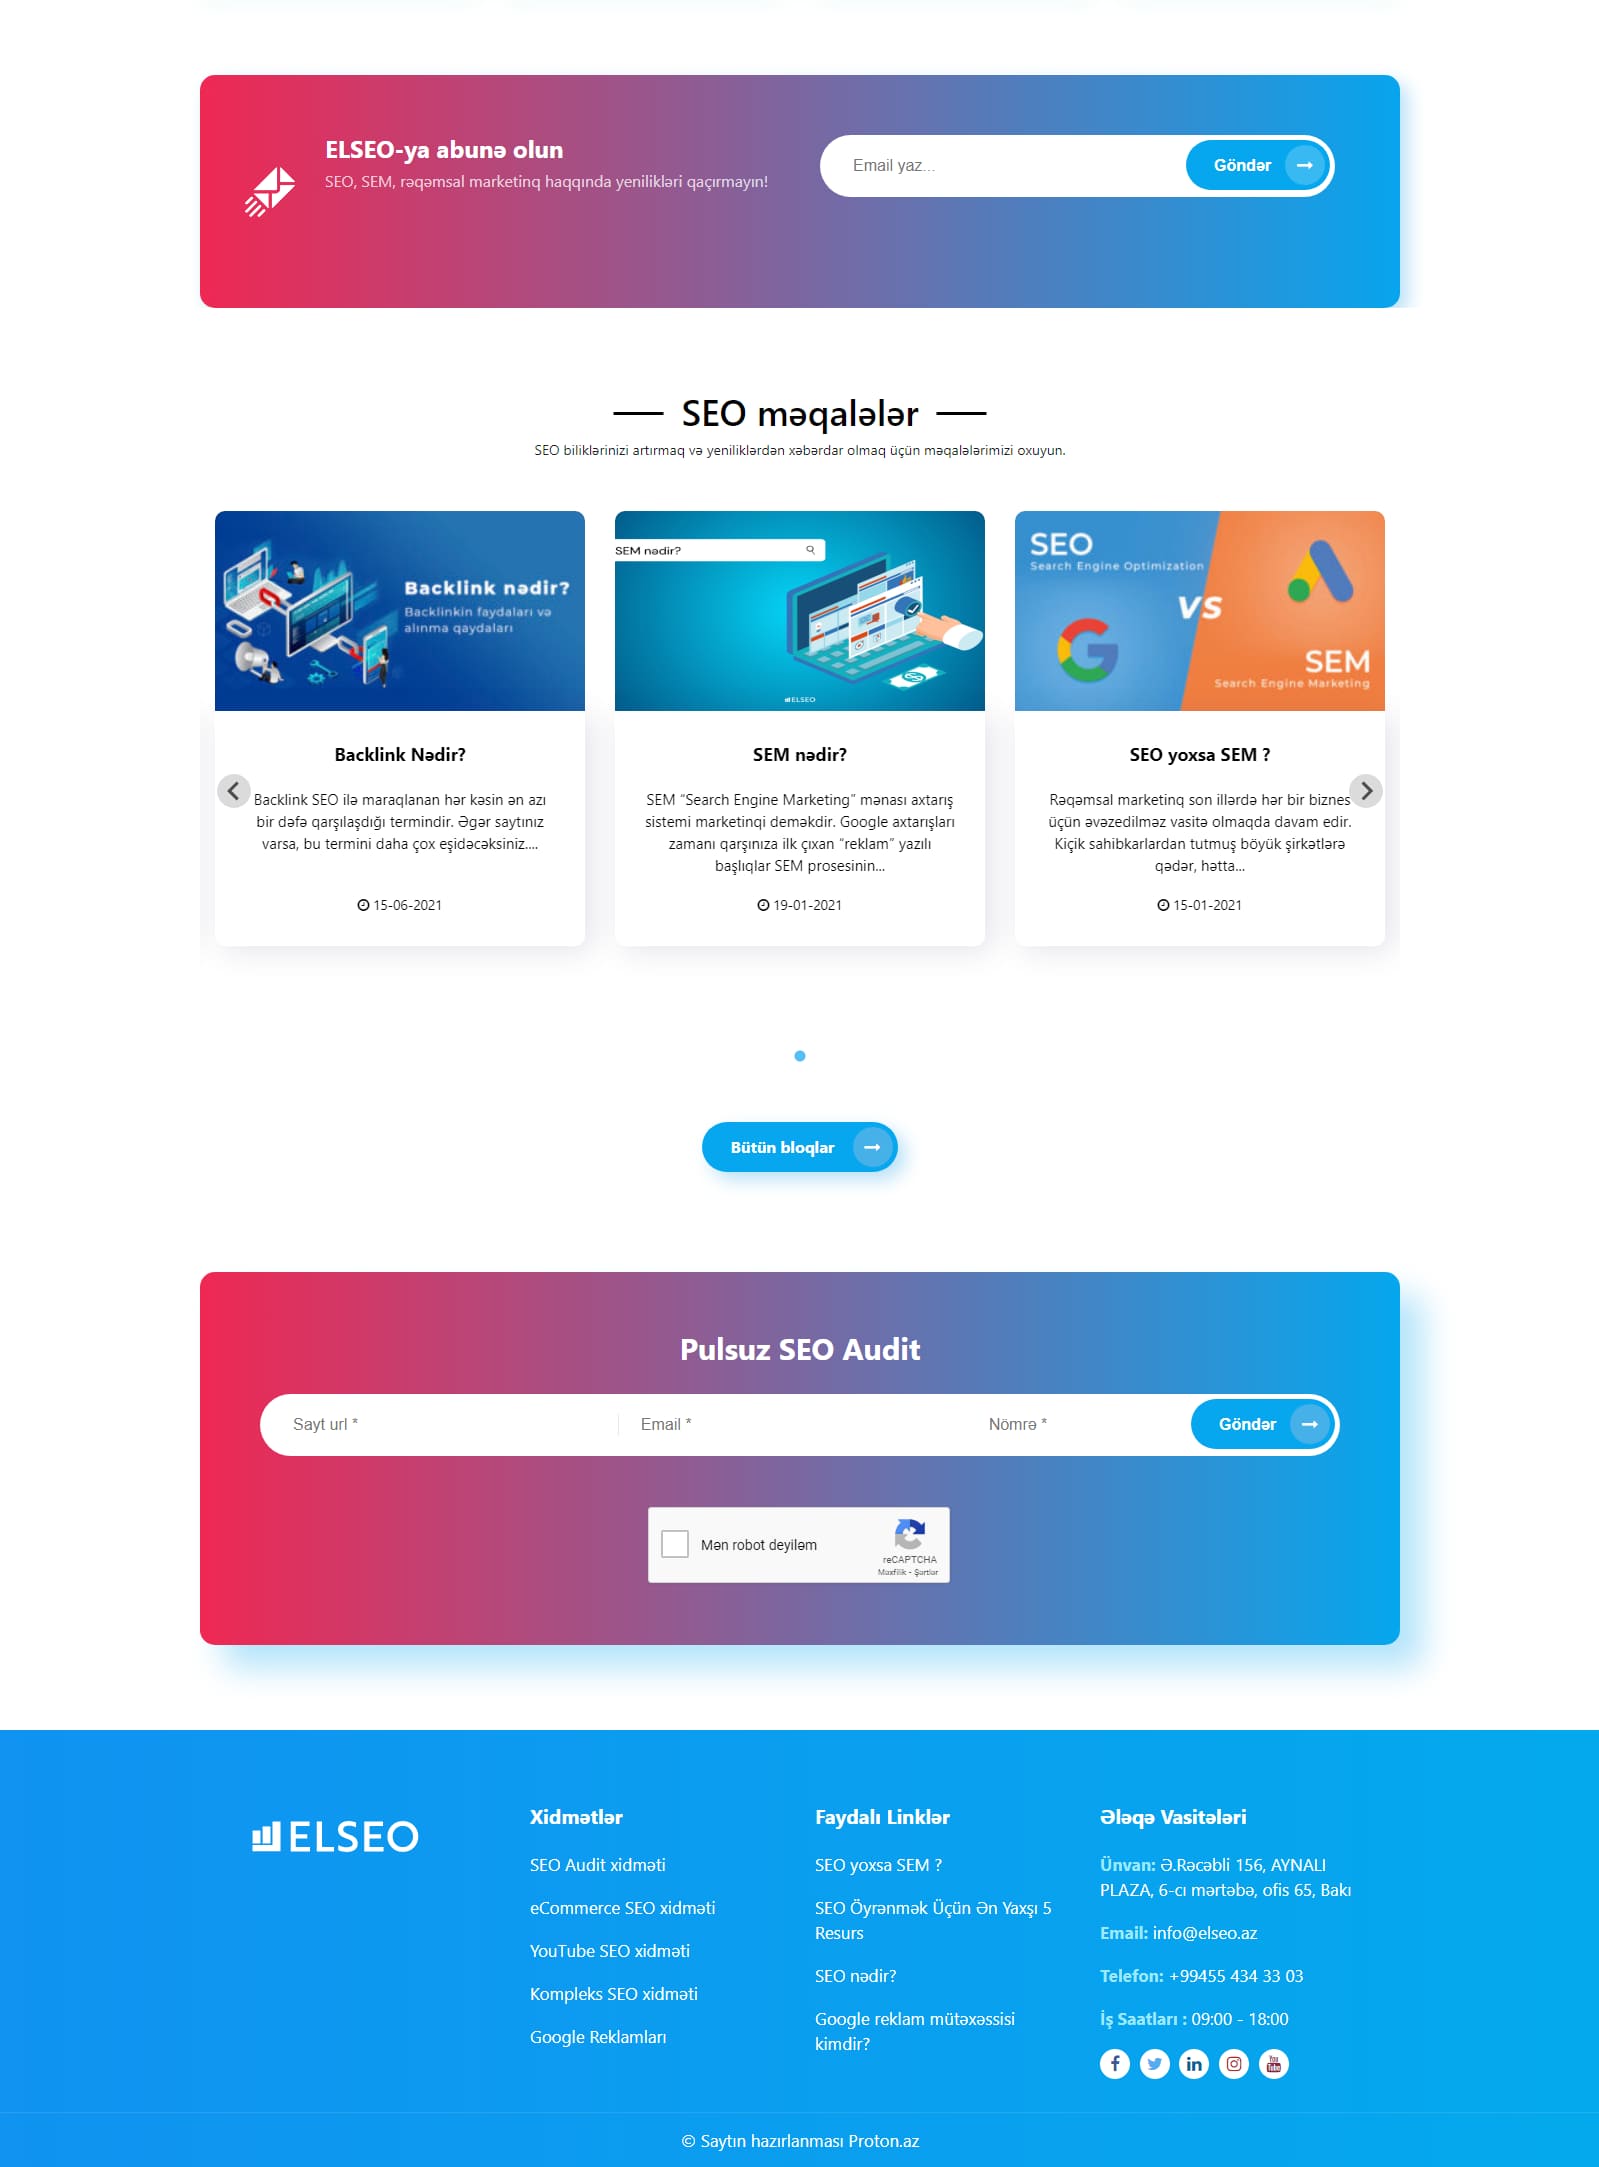 ELSEO-ya abunə olun
SEO, SEM, rəqəmsal marketinq haqqında yenilikləri qaçırmayın!
Email yaz...
Göndər
SEO məqalələr
SEO biliklərinizi artırmaq və yeniliklərdən xəbərdar olmaq üçün məqalələrimizi oxuyun.
Backlink nədir?
Backlinkin faydaları və
alınma qaydaları
Backlink Nədir?
Backlink SEO ilə maraqlanan hər kəsin ən azı
bir dəfə qarşılaşdığı termindir. Əgər saytınız
varsa, bu termini daha çox eşidəcəksiniz....
15-06-2021
SEM nədir?
ELSEO
SEM nədir?
SEM “Search Engine Marketing” mənası axtarış
sistemi marketinqi deməkdir. Google axtarışları
zamanı qarşınıza ilk çıxan “reklam” yazılı
başlıqlar SEM prosesinin...
19-01-2021
SEO
Search Engine Optimization
VS
SEM
Search Engine Marketing
SEO yoxsa SEM ?
Rəqəmsal marketinq son illərdə hər bir biznes
üçün əvəzedilməz vasitə olmaqda davam edir.
Kiçik sahibkarlardan tutmuş böyük şirkətlərə
qədər, hətta...
15-01-2021
Bütün bloqlar
Pulsuz SEO Audit
Sayt url *
Email *
Nömrə *
Göndər
Mən robot deyiləm
reCAPTCHA
Məxfilik - Şərtlər
ELSEO
Xidmətlər
SEO Audit xidməti
eCommerce SEO xidməti
YouTube SEO xidməti
Kompleks SEO xidməti
Google Reklamları
Faydalı Linklər
SEO yoxsa SEM ?
SEO Öyrənmək Üçün Ən Yaxşı 5
Resurs
SEO nədir?
Google reklam mütəxəssisi
kimdir?
Əlaqə Vasitələri
Ünvan: Ə.Rəcəbli 156, AYNALI
PLAZA, 6-cı mərtəbə, ofis 65, Bakı
Email: info@elseo.az
Telefon: +99455 434 33 03
İş Saatları : 09:00 - 18:00
You
Tube
© Saytın hazırlanması Proton.az